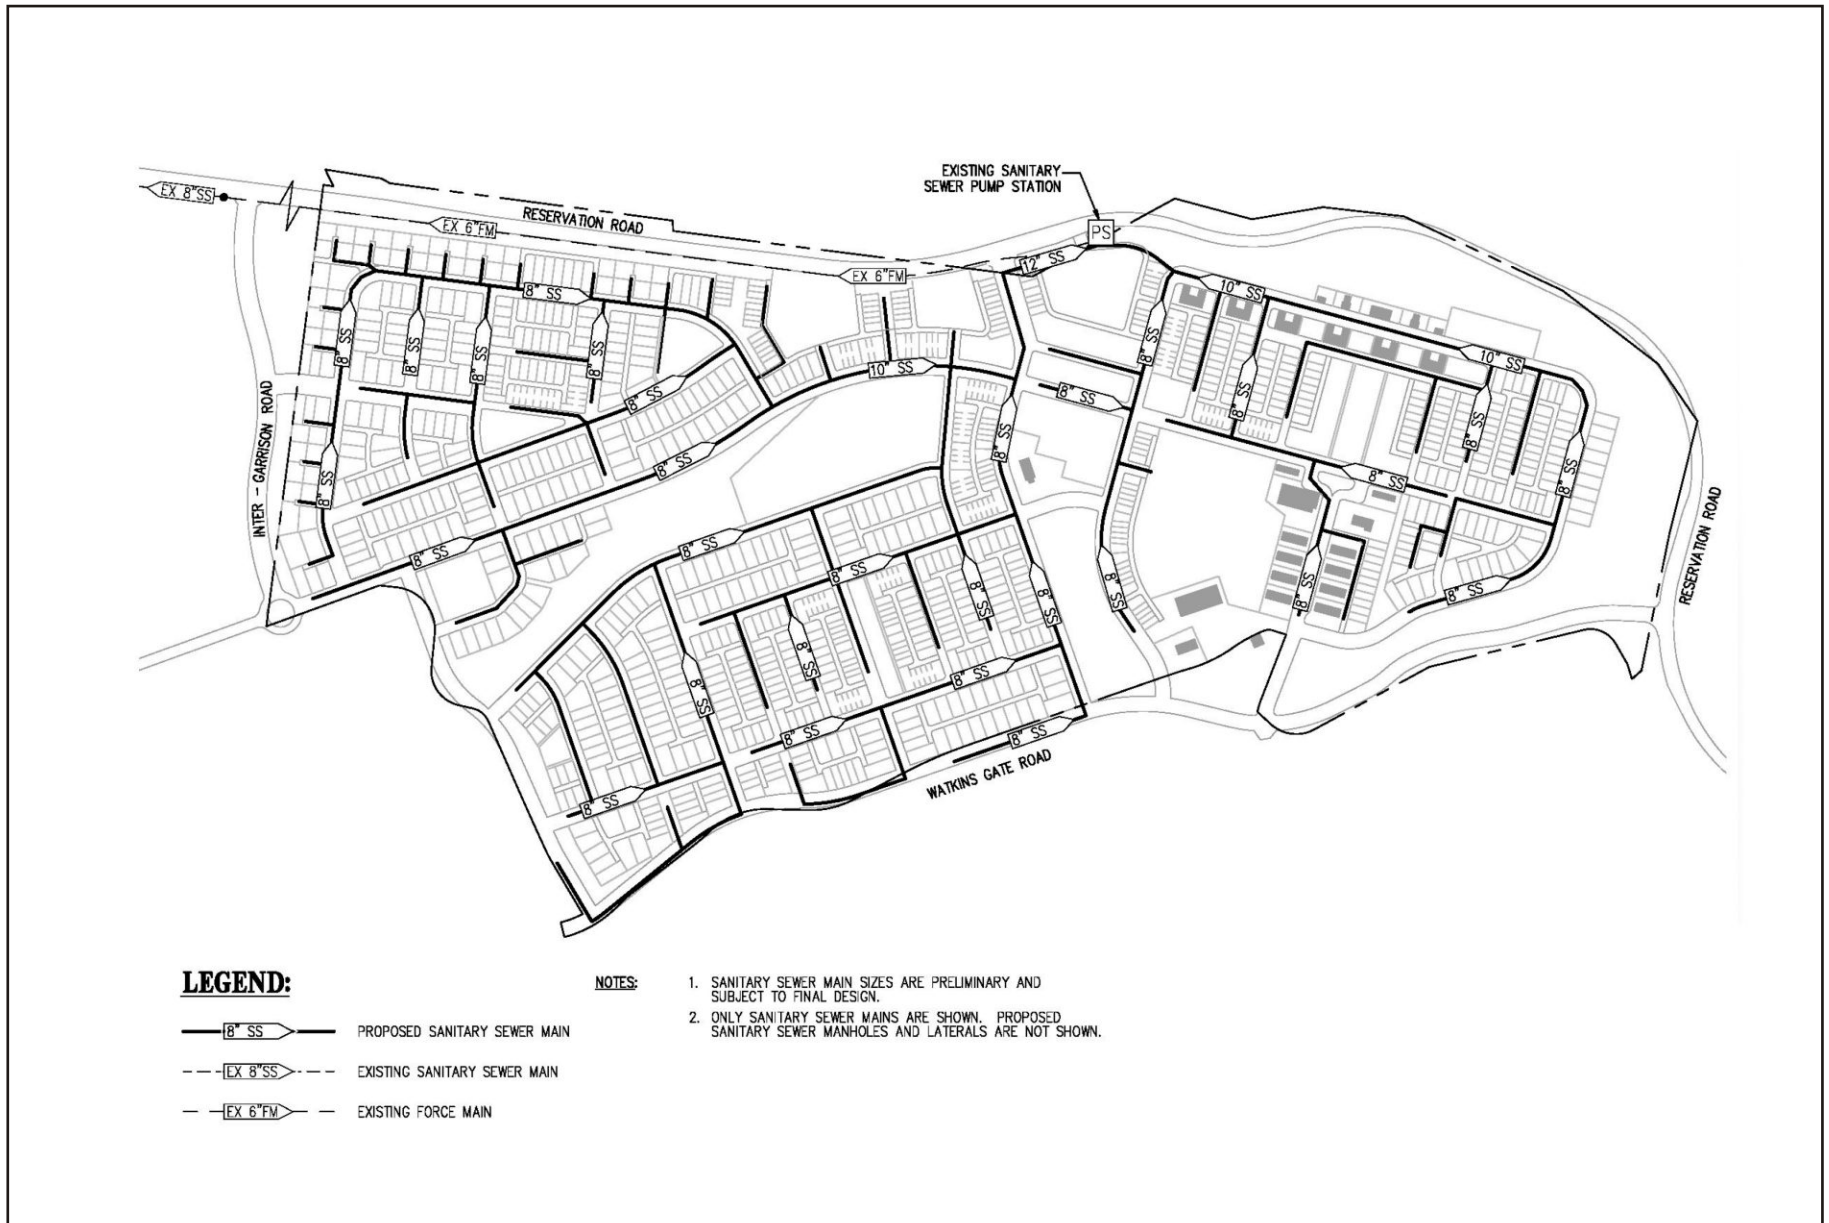 EXISTING SANITARY
SEWER PUMP STATION
PS
EX 8"SS
RESERVATION ROAD
EX 6"FM
EX 6"FM
12" SS
10" SS
10" SS
8" SS
8" SS
8" SS
8" SS
8" SS
8" SS
10" SS
8" SS
8" SS
8" SS
8" SS
8" SS
8" SS
8" SS
INTER - GARRISON ROAD
8" SS
8" SS
8" SS
8" SS
8" SS
8" SS
8" SS
8" SS
8" SS
8" SS
8" SS
8" SS
RESERVATION ROAD
8" SS
8" SS
8" SS
8" SS
8" SS
WATKINS GATE ROAD
LEGEND:
8" SS
PROPOSED SANITARY SEWER MAIN
EX 8"SS
EXISTING SANITARY SEWER MAIN
EX 6"FM
EXISTING FORCE MAIN
NOTES:
1. SANITARY SEWER MAIN SIZES ARE PRELIMINARY AND
SUBJECT TO FINAL DESIGN.
2. ONLY SANITARY SEWER MAINS ARE SHOWN. PROPOSED
SANITARY SEWER MANHOLES AND LATERALS ARE NOT SHOWN.